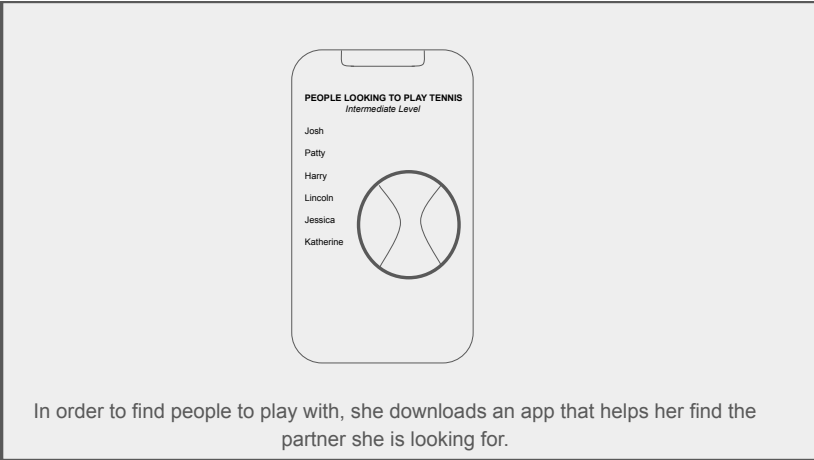 PEOPLE LOOKING TO PLAY TENNIS
Intermediate Level
Josh
Patty
Harry
Lincoln
Jessica
Katherine
In order to find people to play with, she downloads an app that helps her find the
partner she is looking for.